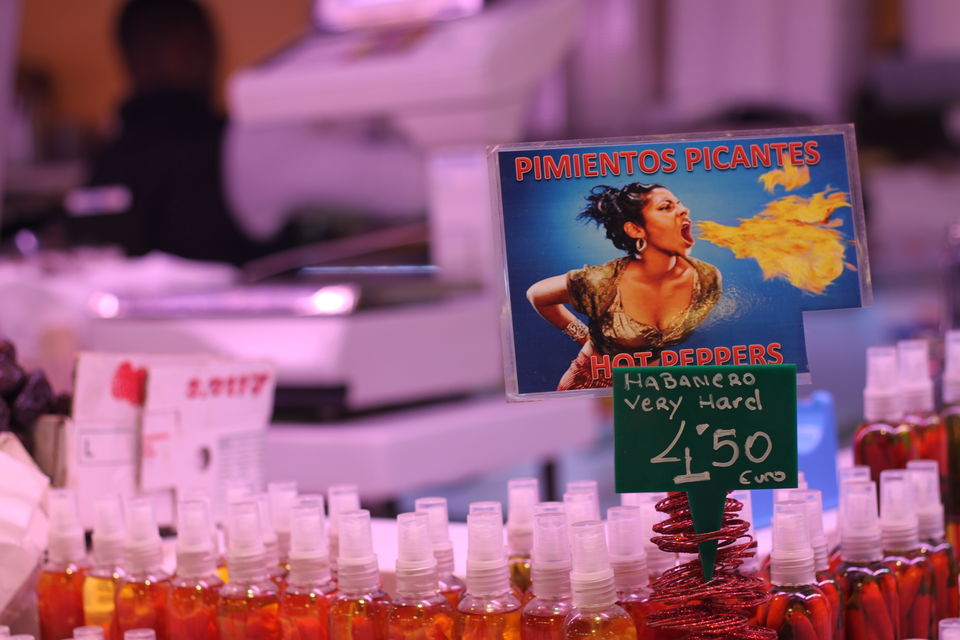 PIMIENTOS PICANTES
HOT PEPPERS
HABANERO
Very Hard
4'50
Euro
L